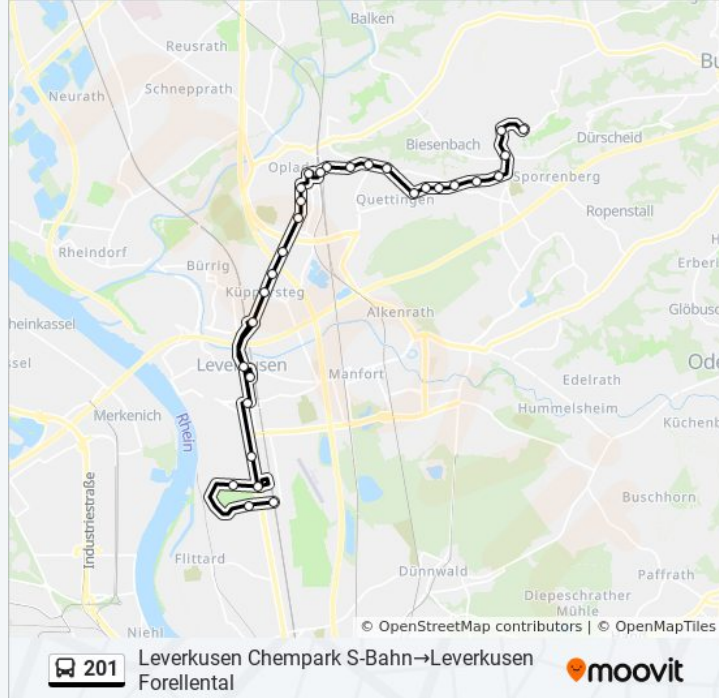 Balken
Reusrath
Bu
Neurath
Schnepprath
Biesenbach
Dürscheid
Oplad
Sporrenberg
Quettingen
Ropenstall
Rheindorf
Bürrig
Erberi
Küppersteg
Glöbusc
heinkassel
Alkenrath
ssel
Leverkusen
Manfort
Ode
Edelrath
Merkenich
Hummelsheim
Rhein
Küchenb
Industriestraße
Buschhorn
Flittard
Dünnwald
Paffrath
Diepeschrather
Mühle
Niehl
© OpenStreetMap contributors | © OpenMapTiles
201
Leverkusen Chempark S-Bahn→Leverkusen
Forellental
moovit